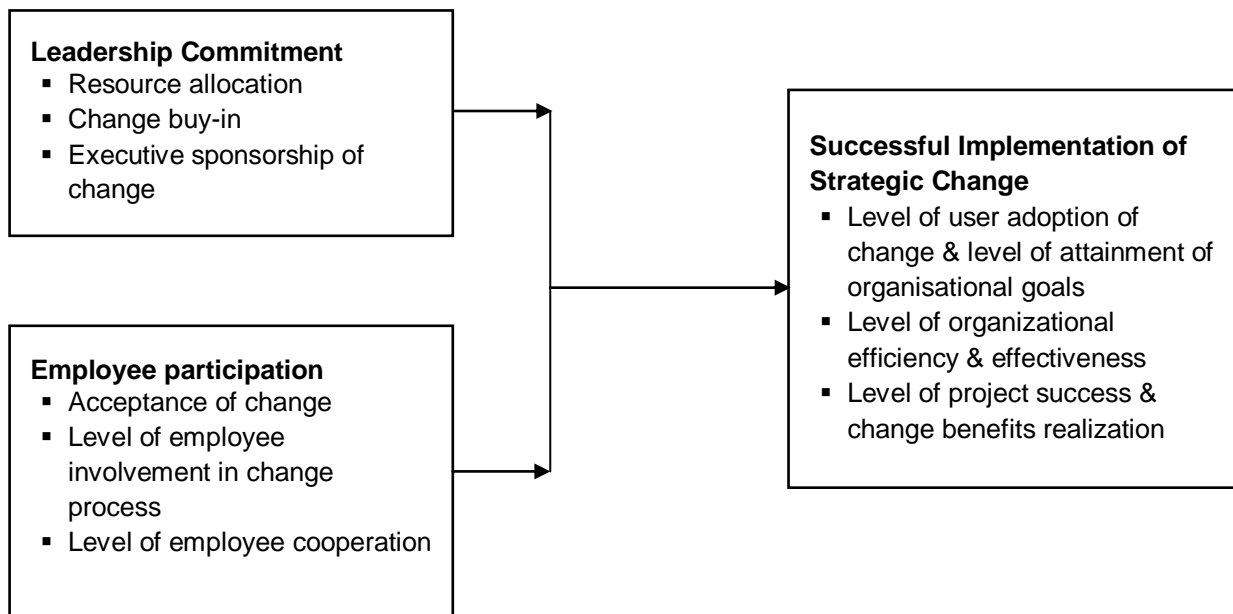 Leadership Commitment
▪ Resource allocation
▪ Change buy-in
▪ Executive sponsorship of
change
Employee participation
▪ Acceptance of change
▪ Level of employee
involvement in change
process
▪ Level of employee cooperation
Successful Implementation of
Strategic Change
▪ Level of user adoption of
change & level of attainment of
organisational goals
▪ Level of organizational
efficiency & effectiveness
▪ Level of project success &
change benefits realization